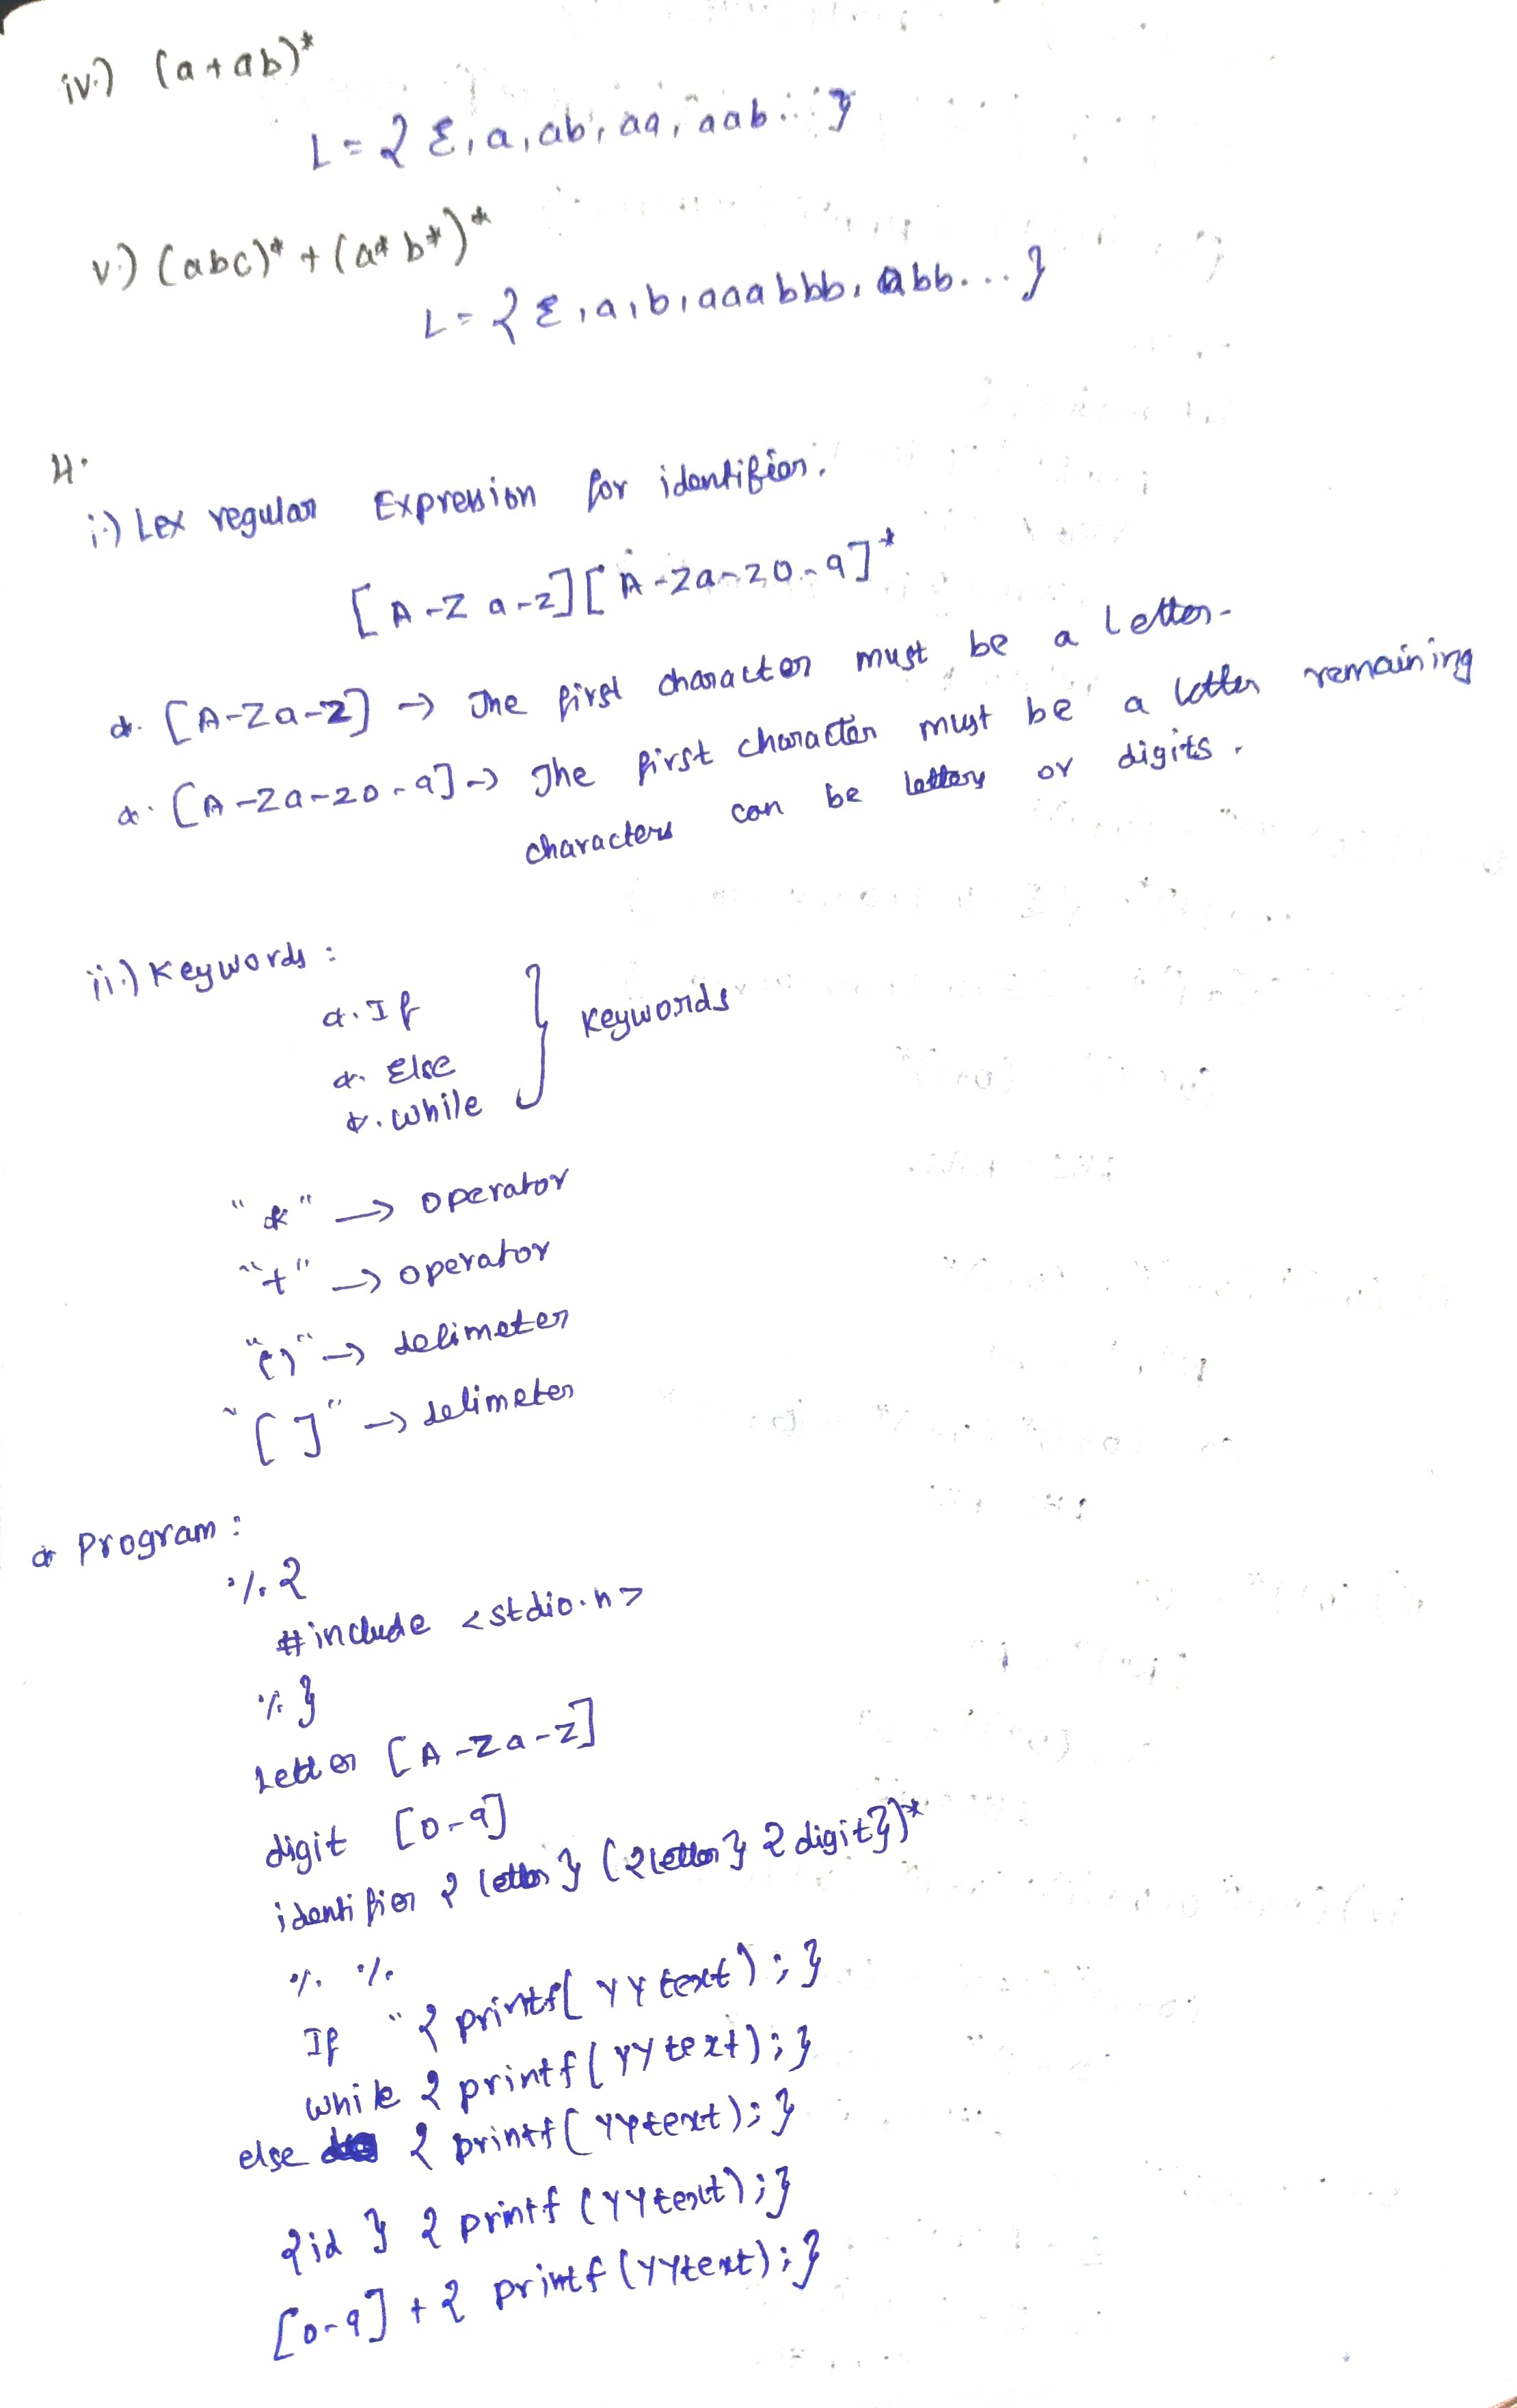 iv.) (a+ab)*
L = { ε, a, ab, aa, aab... }
v.) (abc)* + (a* b*)*
L = { ε, a, b, aaabbb, abb... }
4.
i.) Lex regular Expression for identifier.
[A-Z a-z][A-Za-z0-9]*
*. [A-Za-z] → The first character must be a letter.
*. [A-Za-z0-9] → The first character must be a letter remaining
characters can be letters or digits.
ii.) Keywords :
*. If
*. Else
*. While
} Keywords
"*" → operator
"+" → operator
"()" → delimeter
"[ ]" → delimeter
* Program :
%{
#include <stdio.h>
%}
Letter [A-Za-z]
digit [0-9]
identifier {letter} ({letter} {digit})*
% %
If " { printf( yytext ) ; }
while { printf( yytext ) ; }
else { printf( yytext ) ; }
{id } { printf (yytext) ; }
[0-9] + { printf (yytext) ; }